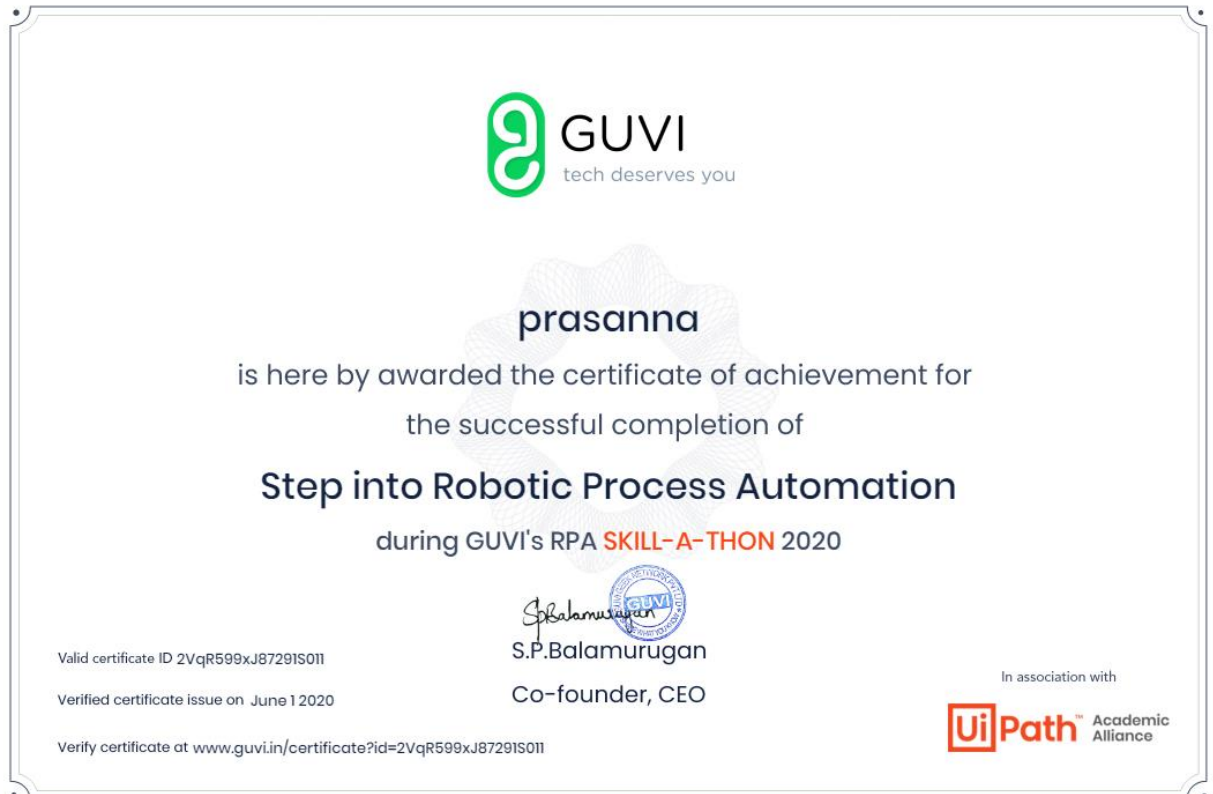 GUVI
tech deserves you
prasanna
is here by awarded the certificate of achievement for
the successful completion of
Step into Robotic Process Automation
during GUVI's RPA SKILL-A-THON 2020
SpBalamurugan
GUVI
S.P.Balamurugan
Co-founder, CEO
Valid certificate ID 2VqR599xJ87291S011
Verified certificate issue on June 1 2020
Verify certificate at www.guvi.in/certificate?id=2VqR599xJ87291S011
In association with
UiPath™ Academic
Alliance